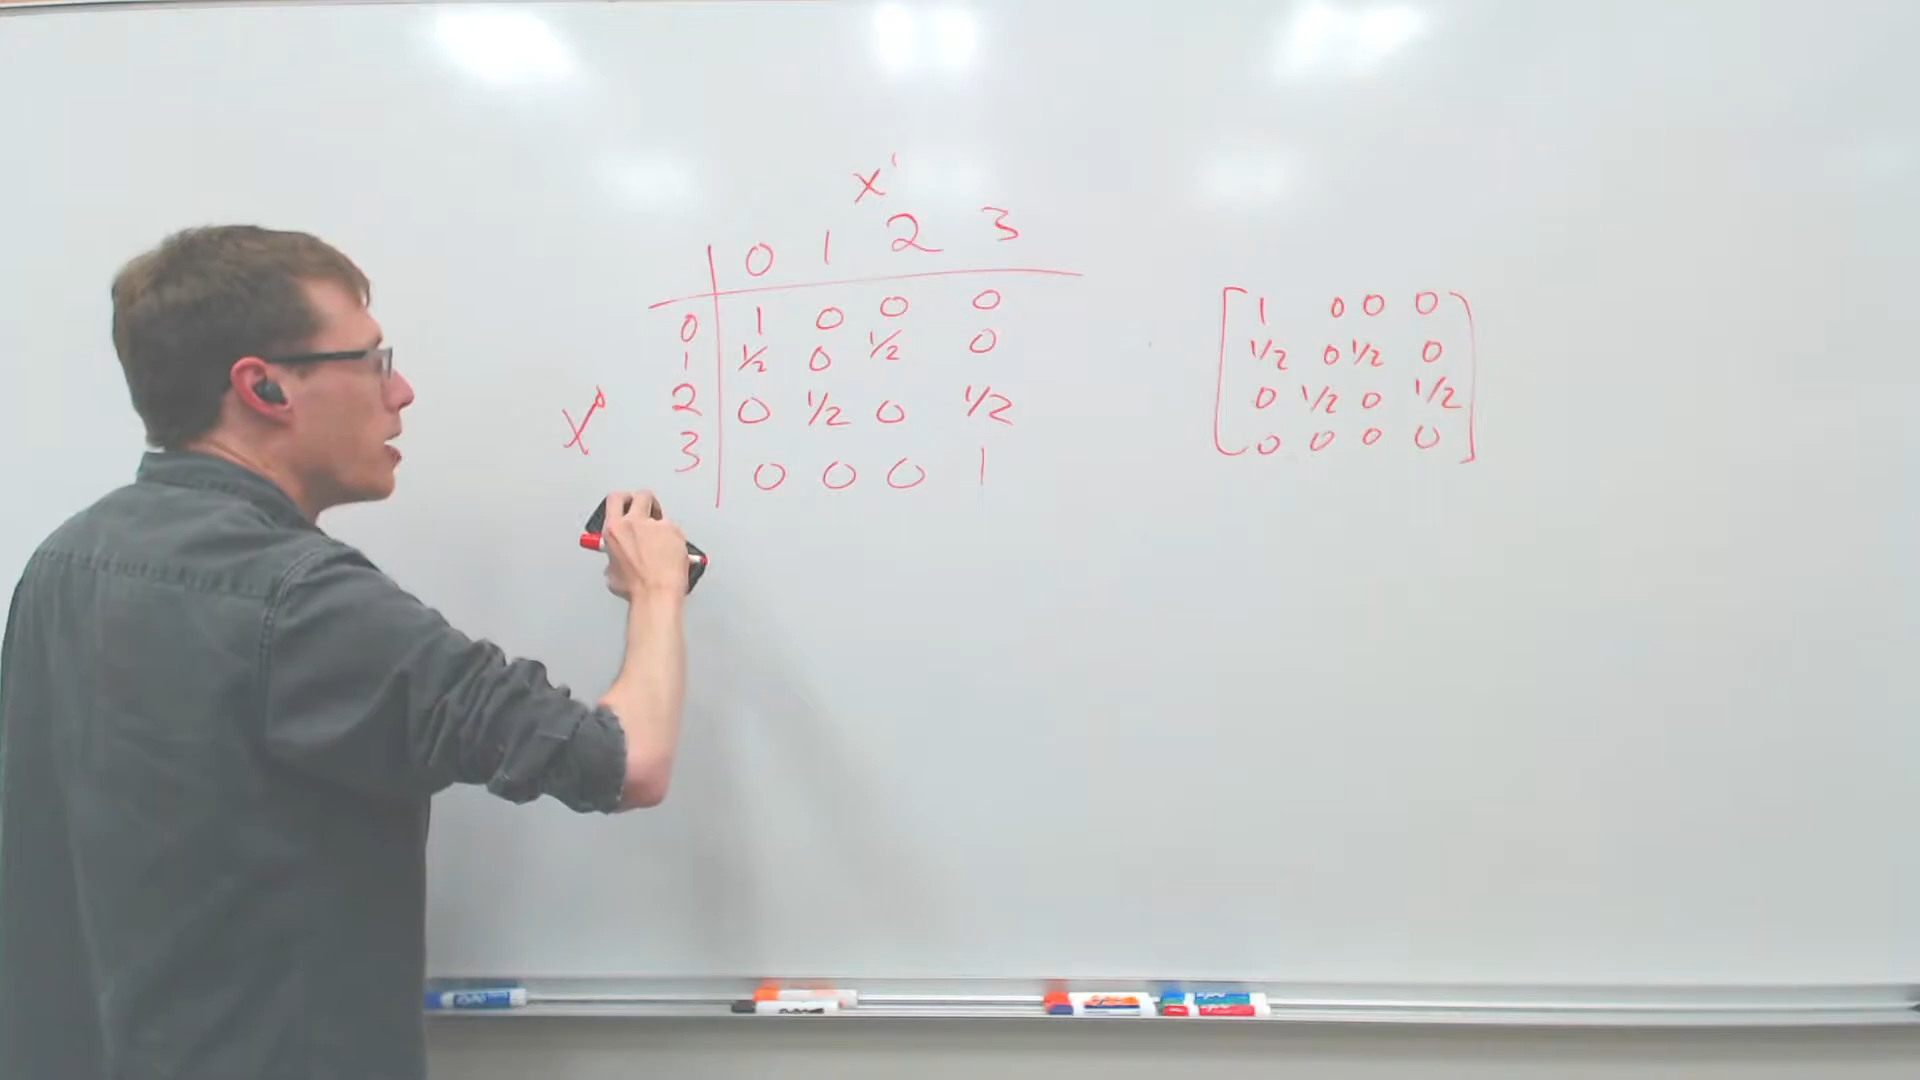 X¹
0 1 2 3
0 1 0 0 0
1 1/2 0 1/2 0
X⁰
2 0 1/2 0 1/2
3 0 0 0 1
1 0 0 0
1/2 0 1/2 0
0 1/2 0 1/2
0 0 0 0